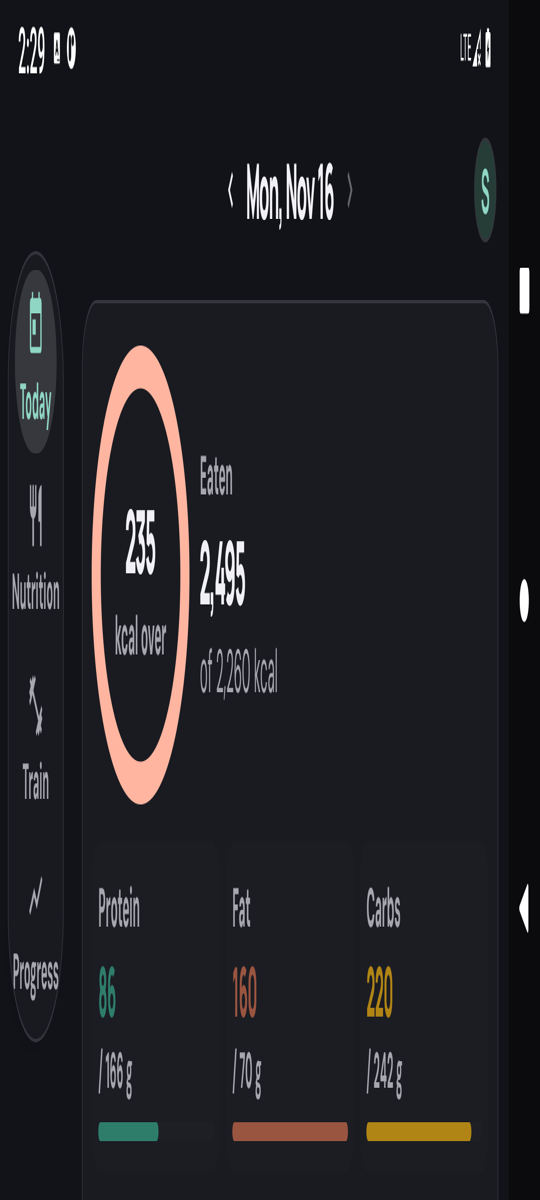 2:29
LTE
Mon, Nov 16
S
Today
Nutrition
Train
Progress
235
kcal over
Eaten
2,495
of 2,260 kcal
Protein
86
/ 166 g
Fat
160
/ 70 g
Carbs
220
/ 242 g